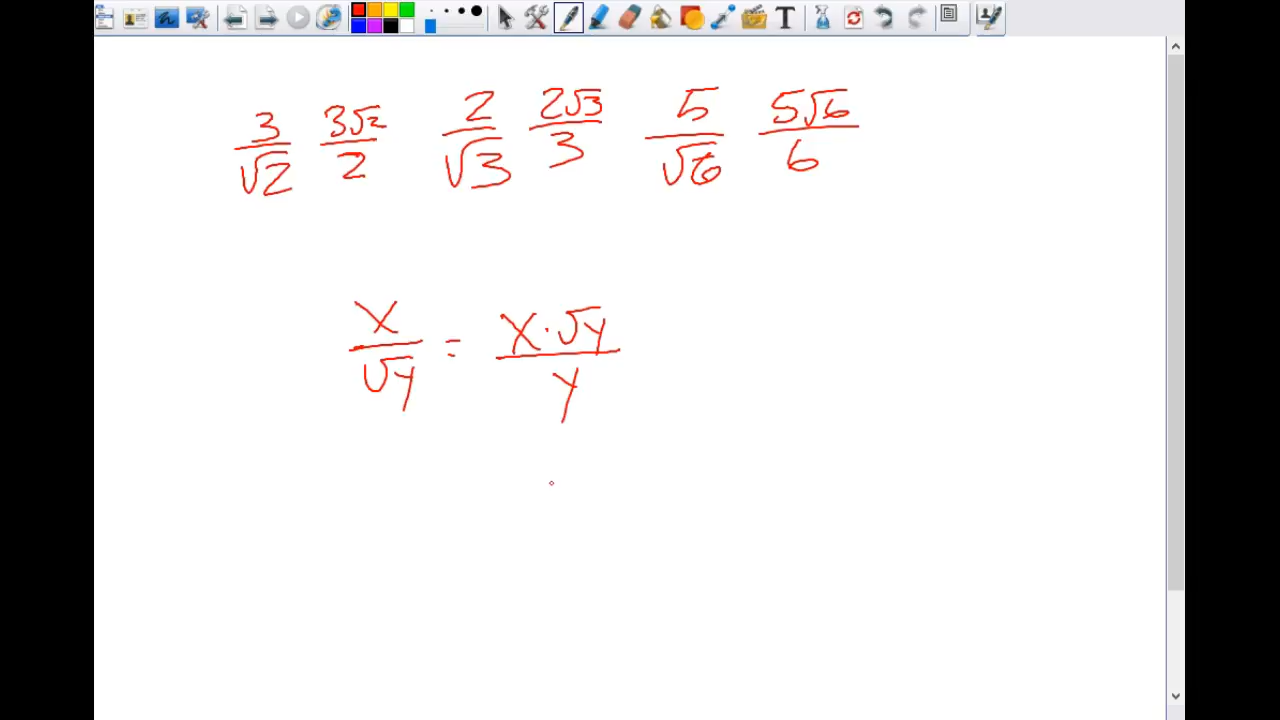 3/√2 3√2/2 2/√3 2√3/3 5/√6 5√6/6
x/√y = x·√y/y